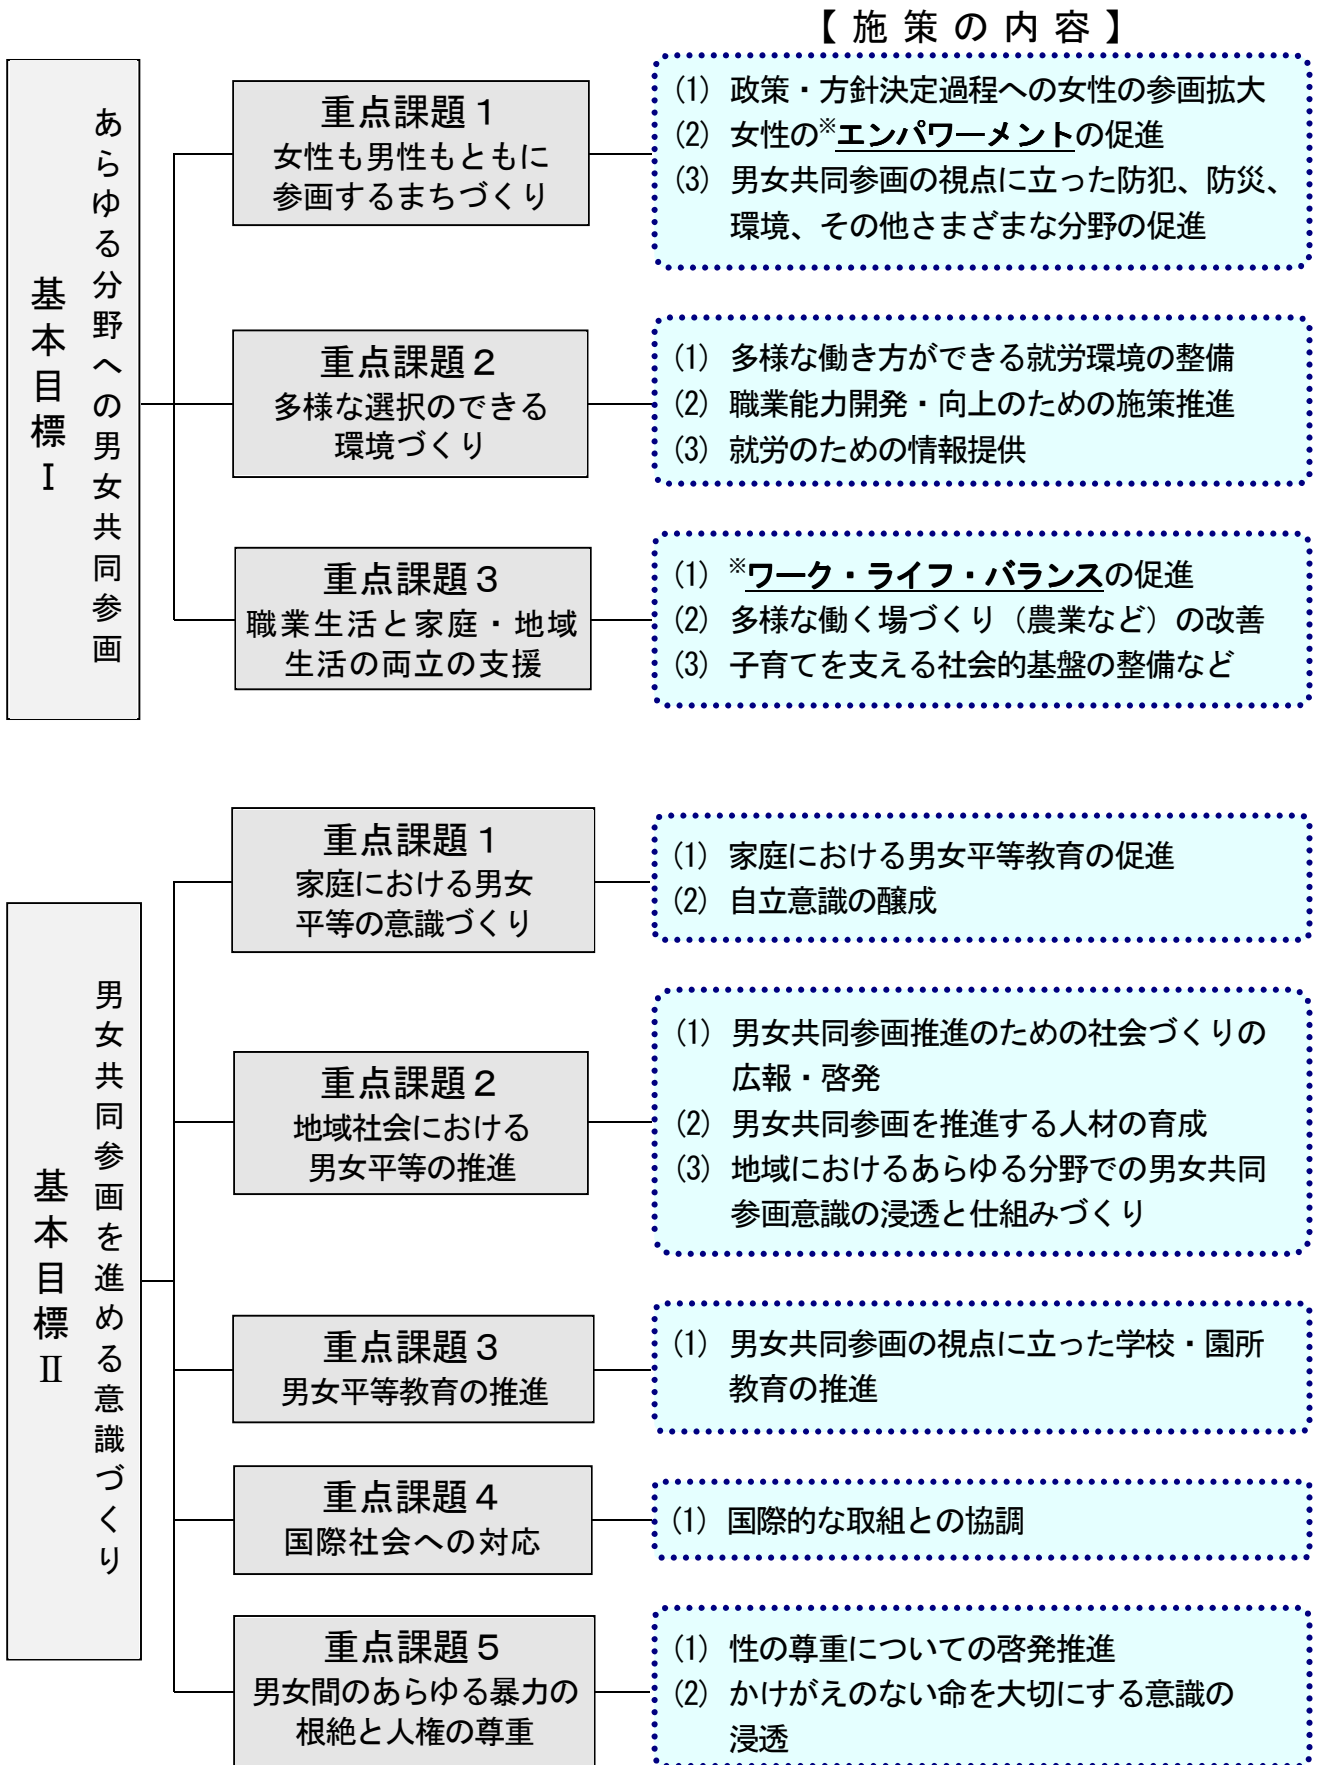 【施策の内容】
基本目標Ⅰ
あらゆる分野への男女共同参画
重点課題１
女性も男性もともに
参画するまちづくり
(1) 政策・方針決定過程への女性の参画拡大
(2) 女性の※エンパワーメントの促進
(3) 男女共同参画の視点に立った防犯、防災、
環境、その他さまざまな分野の促進
重点課題２
多様な選択のできる
環境づくり
(1) 多様な働き方ができる就労環境の整備
(2) 職業能力開発・向上のための施策推進
(3) 就労のための情報提供
重点課題３
職業生活と家庭・地域
生活の両立の支援
(1) ※ワーク・ライフ・バランスの促進
(2) 多様な働く場づくり（農業など）の改善
(3) 子育てを支える社会的基盤の整備など
基本目標Ⅱ
男女共同参画を進める意識づくり
重点課題１
家庭における男女
平等の意識づくり
(1) 家庭における男女平等教育の促進
(2) 自立意識の醸成
重点課題２
地域社会における
男女平等の推進
(1) 男女共同参画推進のための社会づくりの
広報・啓発
(2) 男女共同参画を推進する人材の育成
(3) 地域におけるあらゆる分野での男女共同
参画意識の浸透と仕組みづくり
重点課題３
男女平等教育の推進
(1) 男女共同参画の視点に立った学校・園所
教育の推進
重点課題４
国際社会への対応
(1) 国際的な取組との協調
重点課題５
男女間のあらゆる暴力の
根絶と人権の尊重
(1) 性の尊重についての啓発推進
(2) かけがえのない命を大切にする意識の
浸透